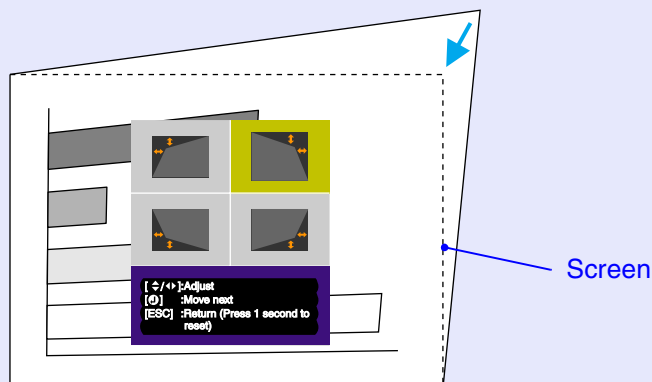 [ ⬍/⬌ ]:Adjust
[⏎] :Move next
[ESC] :Return (Press 1 second to
reset)
Screen